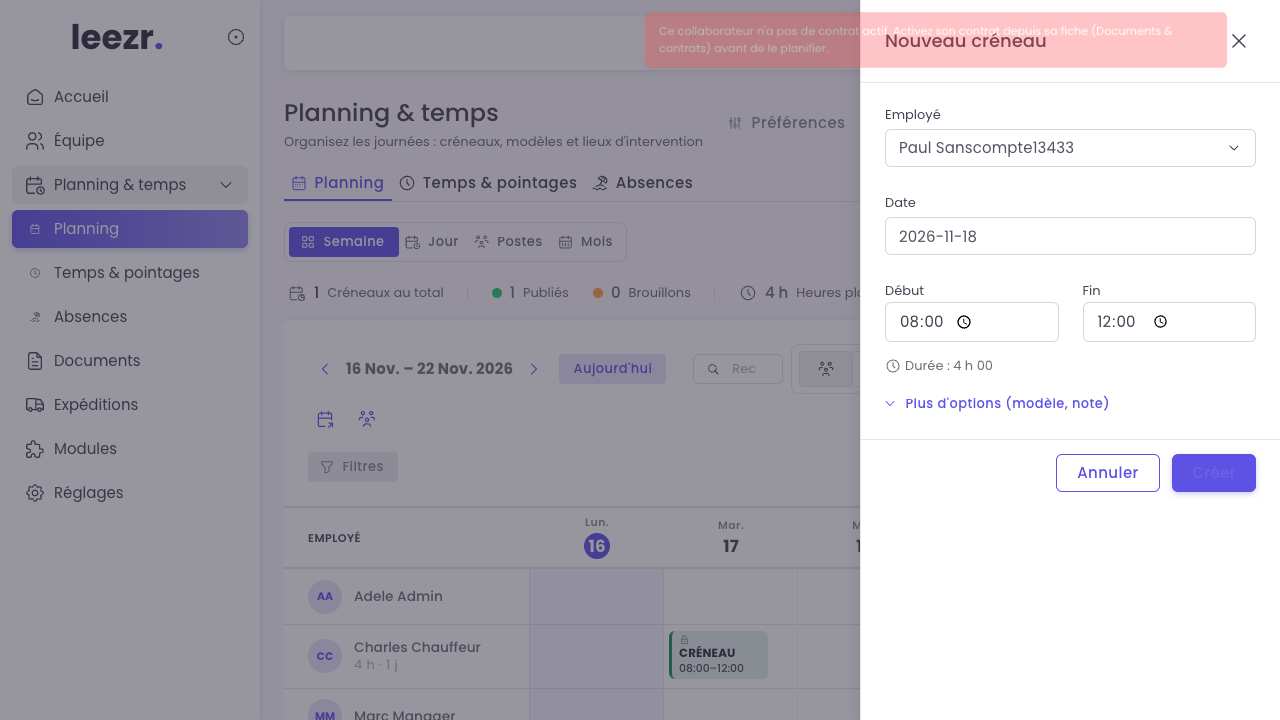 leezr.
Accueil
Équipe
Planning & temps
Planning
Temps & pointages
Absences
Documents
Expéditions
Modules
Réglages
Ce collaborateur n'a pas de contrat actif. Activez son contrat depuis sa fiche (Documents &
contrats) avant de le planifier.
Planning & temps
Organisez les journées : créneaux, modèles et lieux d'intervention
Préférences
Planning
Temps & pointages
Absences
Semaine
Jour
Postes
Mois
1 Créneaux au total
1 Publiés
0 Brouillons
4 h Heures pl
16 Nov. – 22 Nov. 2026
Aujourd'hui
Rec
Filtres
EMPLOYÉ
Lun.
16
Mar.
17
AA
Adele Admin
CC
Charles Chauffeur
4 h · 1 j
CRÉNEAU
08:00–12:00
MM
Marc Manager
Nouveau créneau
Employé
Paul Sanscompte13433
Date
2026-11-18
Début
08:00
Fin
12:00
Durée : 4 h 00
Plus d'options (modèle, note)
Annuler
Créer